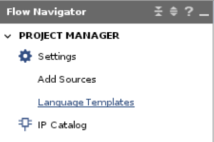 Flow Navigator ?
PROJECT MANAGER
Settings
Add Sources
Language Templates
IP Catalog